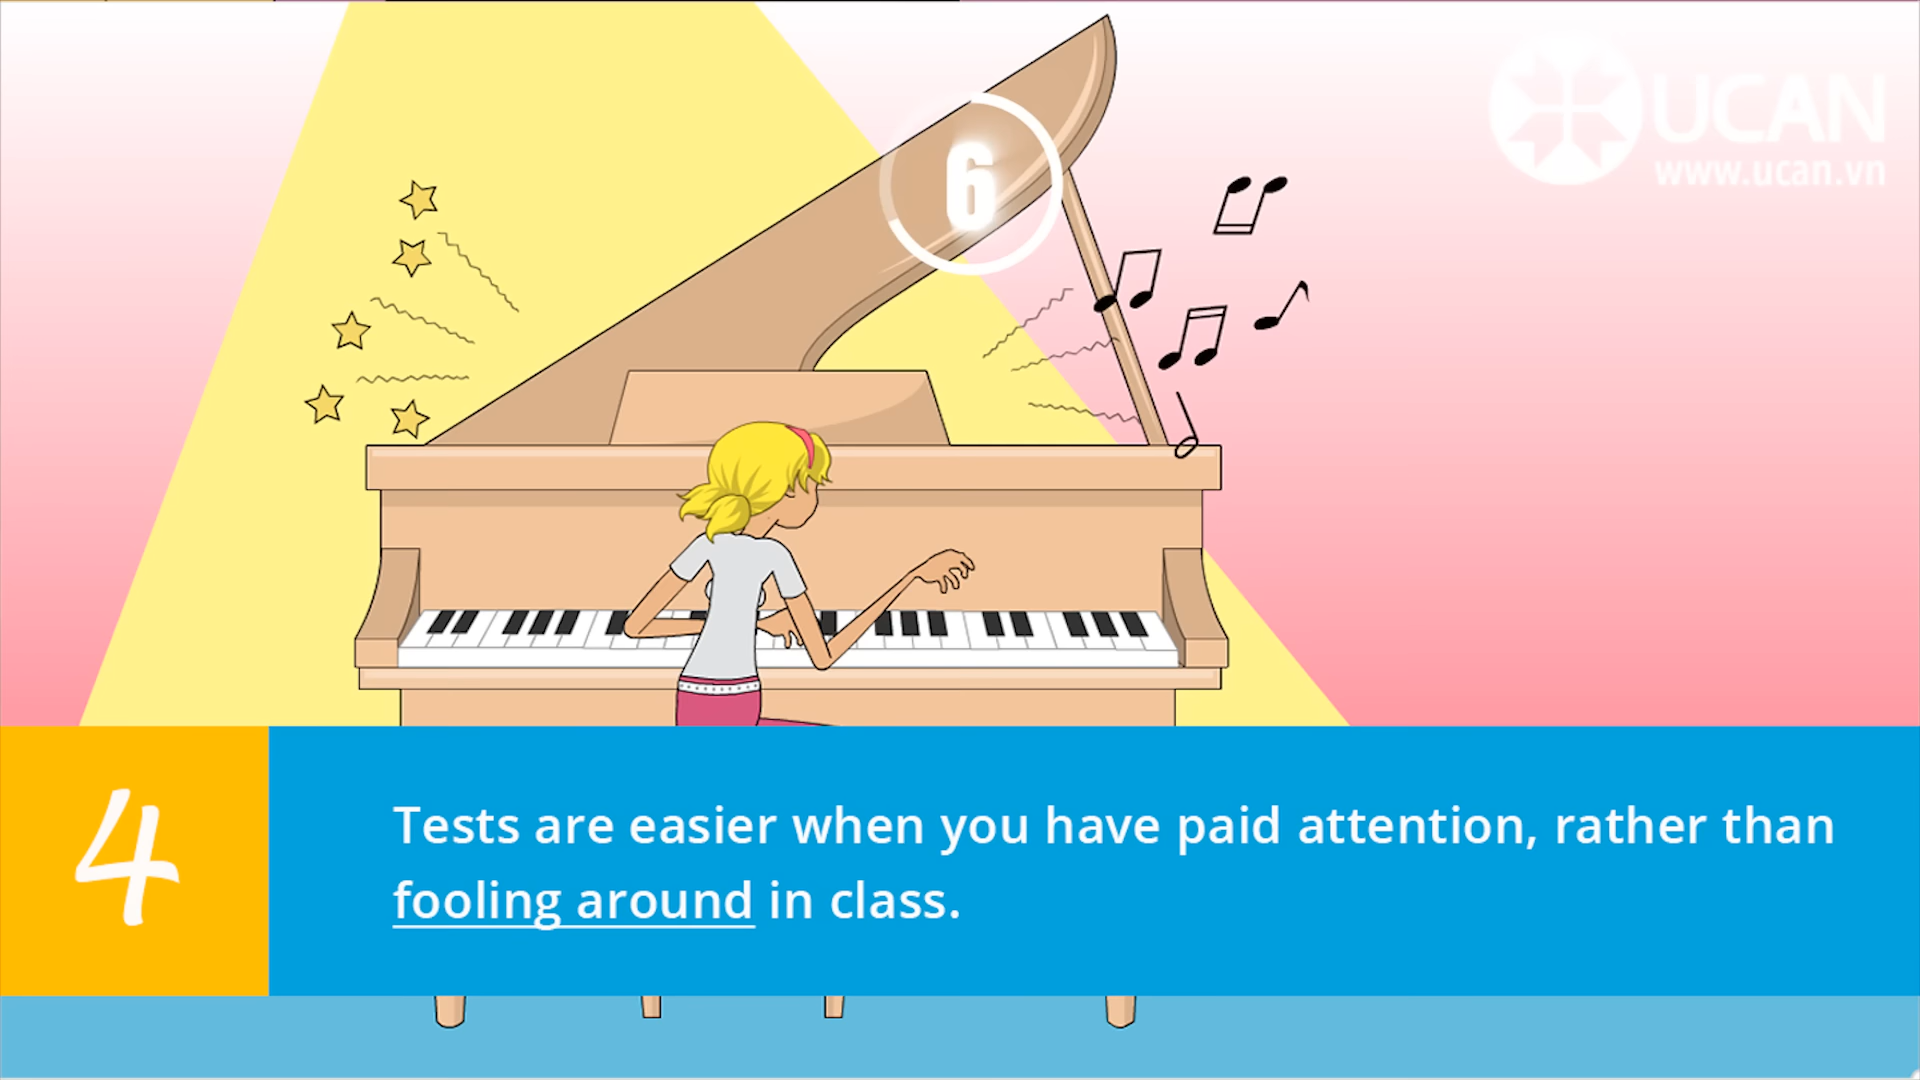 UCAN
www.ucan.vn
6
4
Tests are easier when you have paid attention, rather than
fooling around in class.